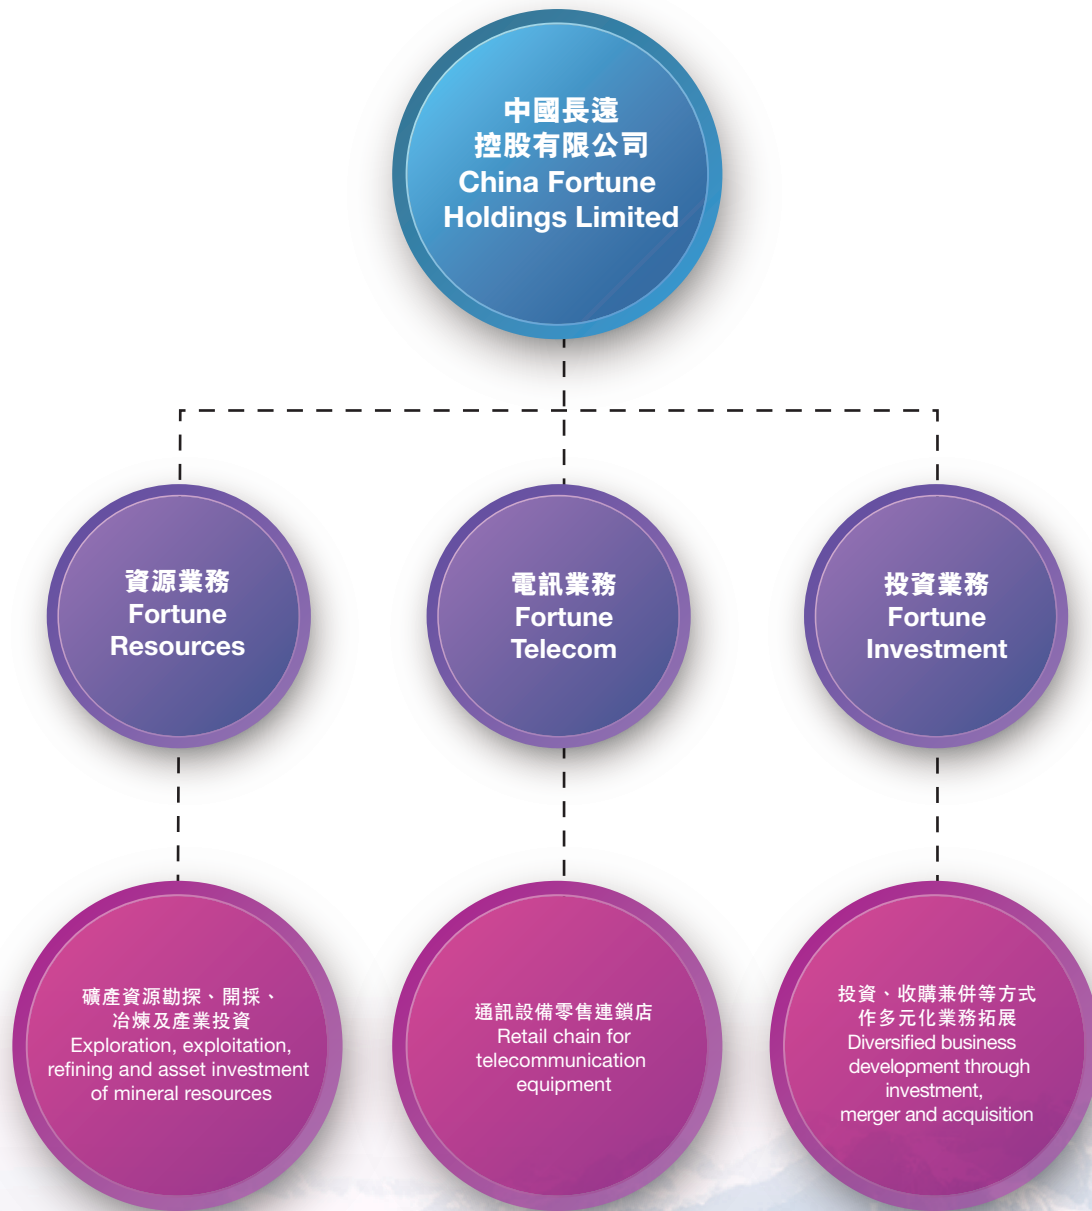 中國長遠
控股有限公司
China Fortune
Holdings Limited
資源業務
Fortune
Resources
電訊業務
Fortune
Telecom
投資業務
Fortune
Investment
礦產資源勘探、開採、
冶煉及產業投資
Exploration, exploitation,
refining and asset investment
of mineral resources
通訊設備零售連鎖店
Retail chain for
telecommunication
equipment
投資、收購兼併等方式
作多元化業務拓展
Diversified business
development through
investment,
merger and acquisition